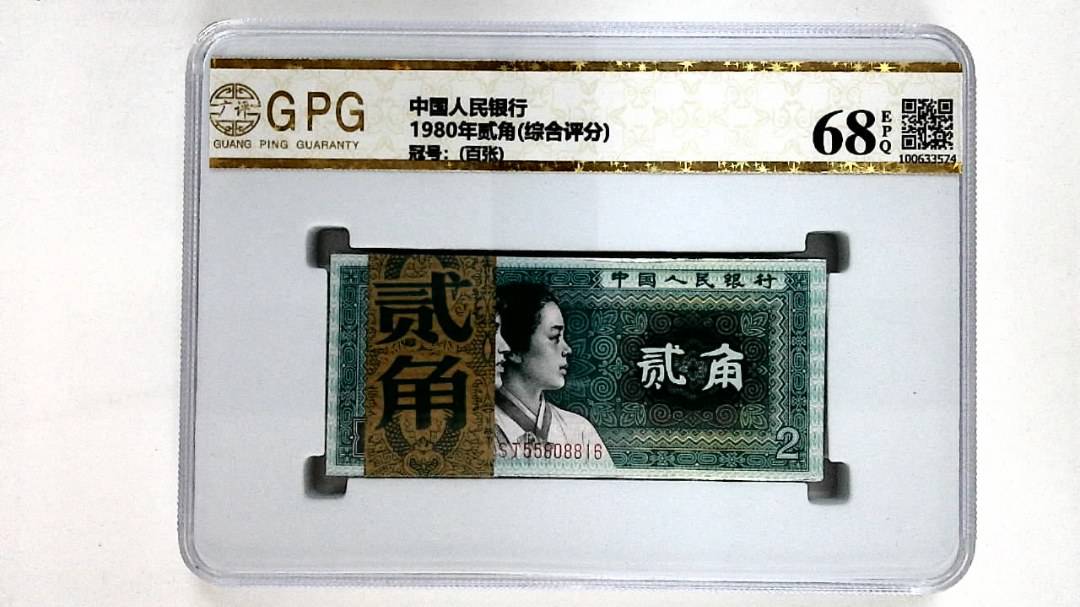 广评
GPG
GUANG PING GUARANTY
中国人民银行
1980年贰角(综合评分)
冠号：(百张)
68
EPQ
100633574
贰角
中国人民银行
贰角
ST55808816
2